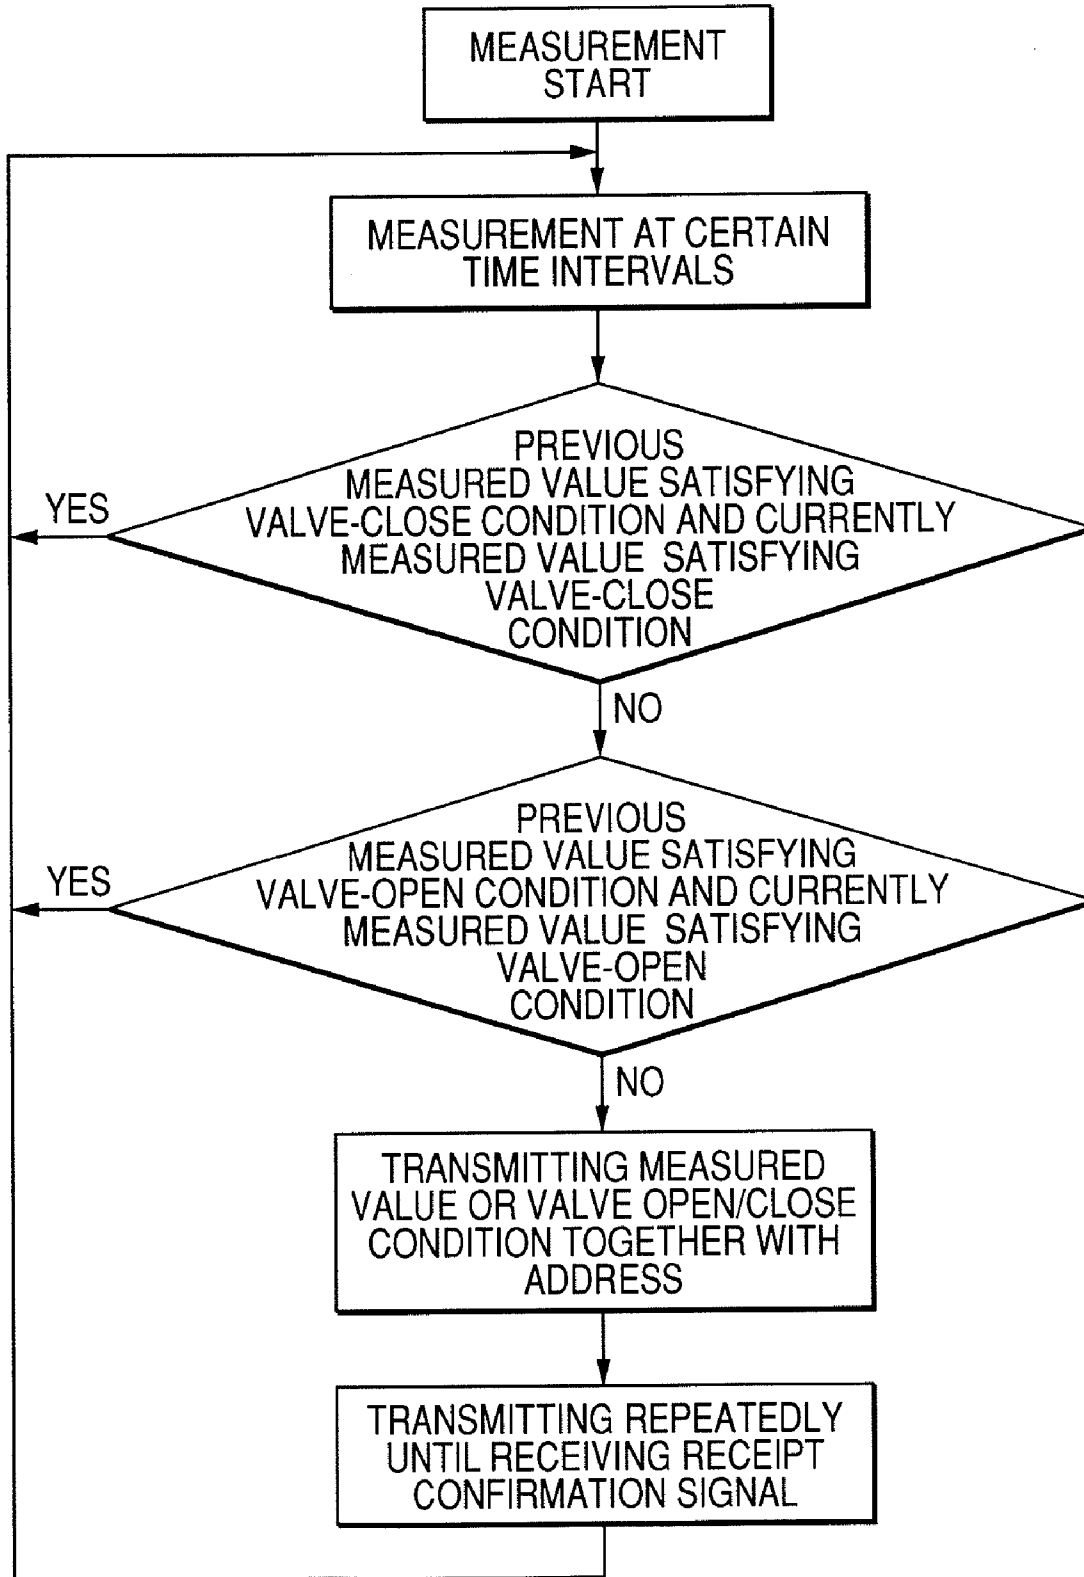 MEASUREMENT
START
MEASUREMENT AT CERTAIN
TIME INTERVALS
PREVIOUS
MEASURED VALUE SATISFYING
VALVE-CLOSE CONDITION AND CURRENTLY
MEASURED VALUE SATISFYING
VALVE-CLOSE
CONDITION
YES
NO
PREVIOUS
MEASURED VALUE SATISFYING
VALVE-OPEN CONDITION AND CURRENTLY
MEASURED VALUE SATISFYING
VALVE-OPEN
CONDITION
YES
NO
TRANSMITTING MEASURED
VALUE OR VALVE OPEN/CLOSE
CONDITION TOGETHER WITH
ADDRESS
TRANSMITTING REPEATEDLY
UNTIL RECEIVING RECEIPT
CONFIRMATION SIGNAL